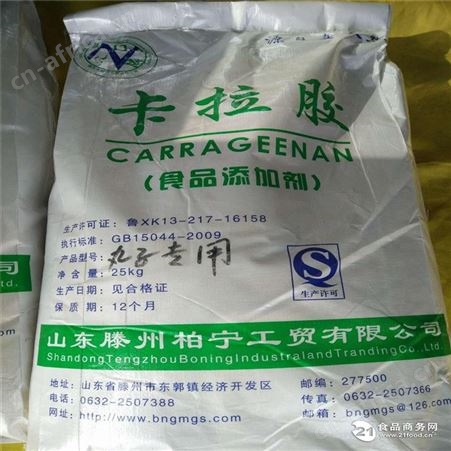 卡拉胶
CARRAGEENAN
(食品添加剂)
生产许可证：鲁XK13-217-16158
执行标准：GB15044-2009
产品型号：丸子专用
净 含 量：25kg
生产日期：见合格证
保 质 期：12个月
生产许可
山东滕州柏宁工贸有限公司
ShandongTengzhouBoningIndustralandTrandingCo.,Ltd.
地址：山东省滕州市东郭镇经济开发区
邮编：277500
电话：0632-2507388
传真：0632-2507366
网址：http://www.bngmgs.com
邮箱：bngmgs@126.com
公司
Ltd.
食品商务网
www.21food.cn